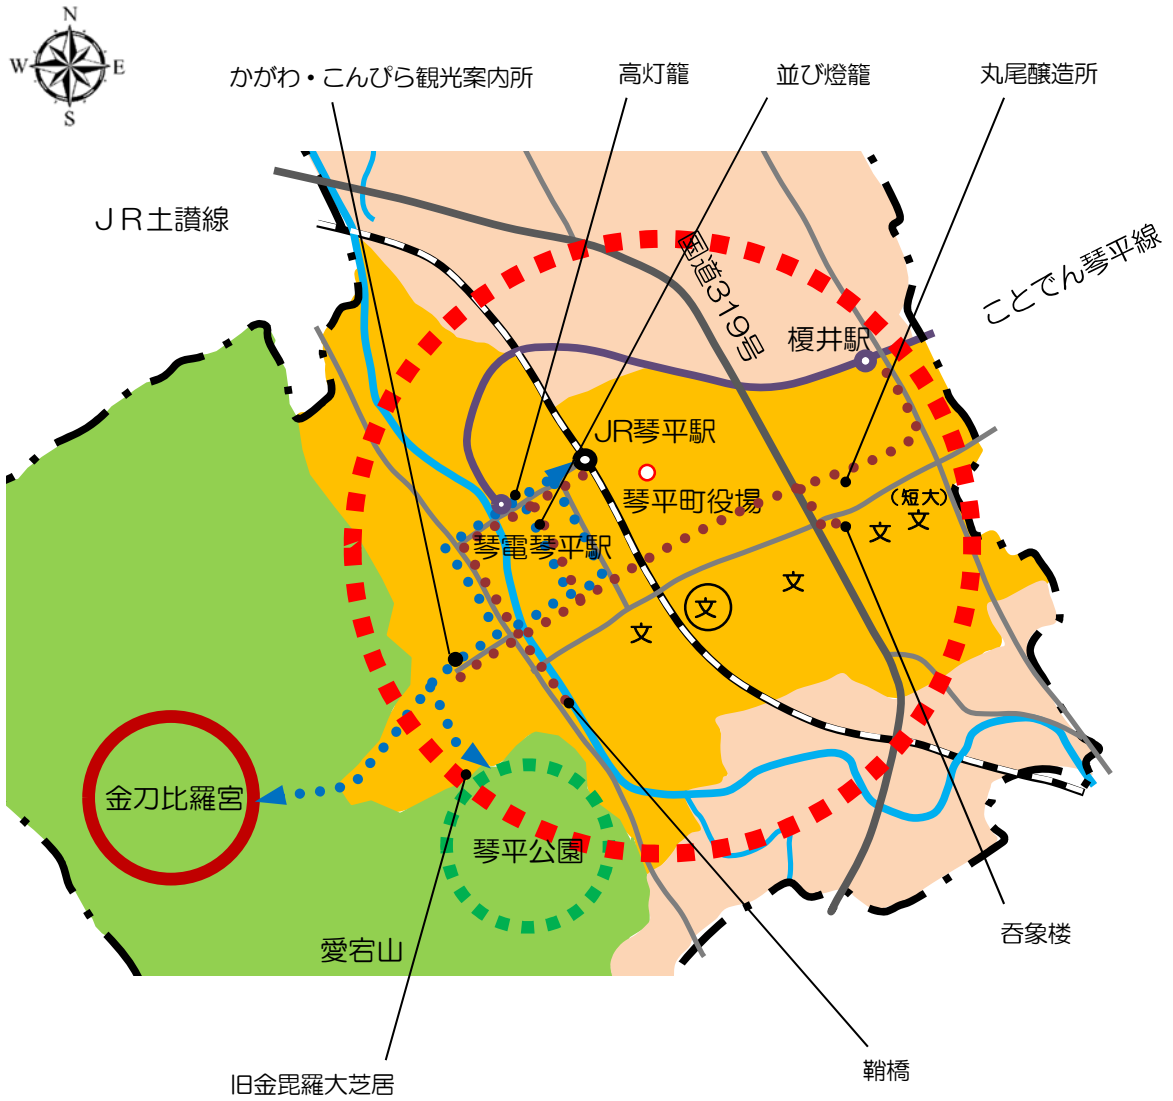 N
W
E
S
かがわ・こんぴら観光案内所
高灯籠
並び燈籠
丸尾醸造所
JR土讃線
国道319号
ことでん琴平線
榎井駅
JR琴平駅
琴平町役場
(短大)
文
文
琴電琴平駅
文
文
文
金刀比羅宮
琴平公園
愛宕山
呑象楼
鞘橋
旧金毘羅大芝居